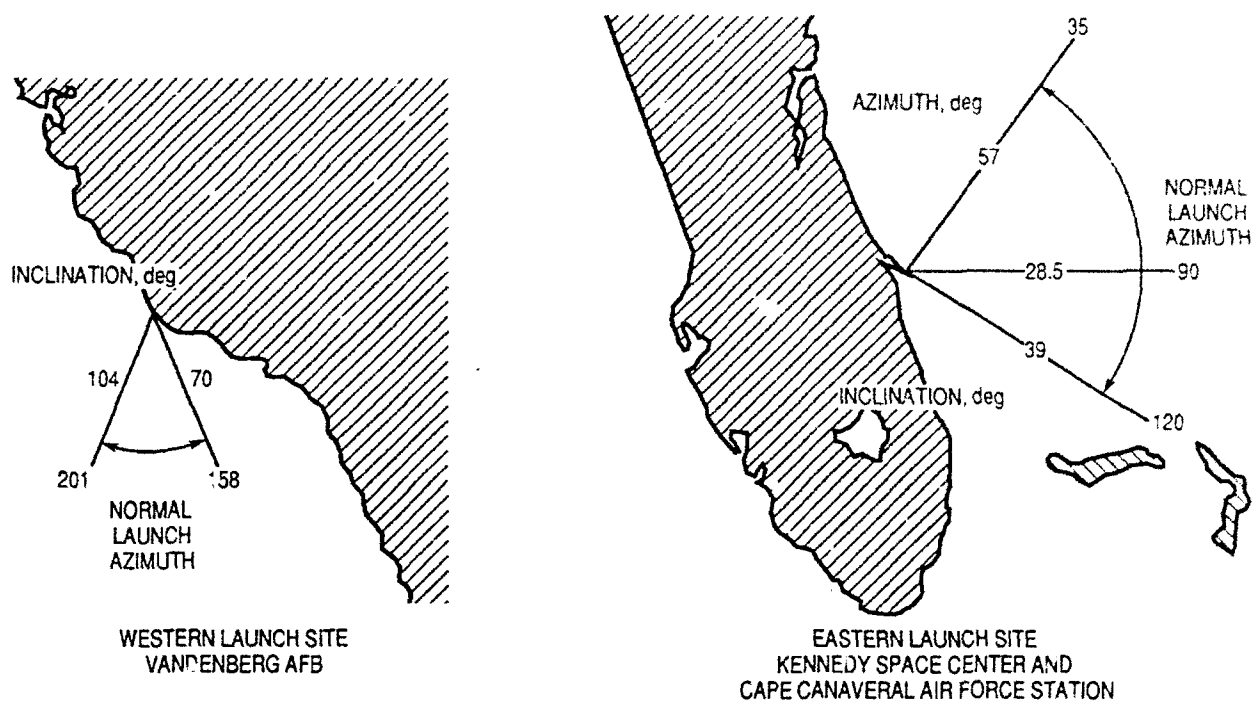 INCLINATION, deg
104
70
201
158
NORMAL
LAUNCH
AZIMUTH
WESTERN LAUNCH SITE
VANDENBERG AFB
35
AZIMUTH, deg
57
NORMAL
LAUNCH
AZIMUTH
28.5
90
39
INCLINATION, deg
120
EASTERN LAUNCH SITE
KENNEDY SPACE CENTER AND
CAPE CANAVERAL AIR FORCE STATION